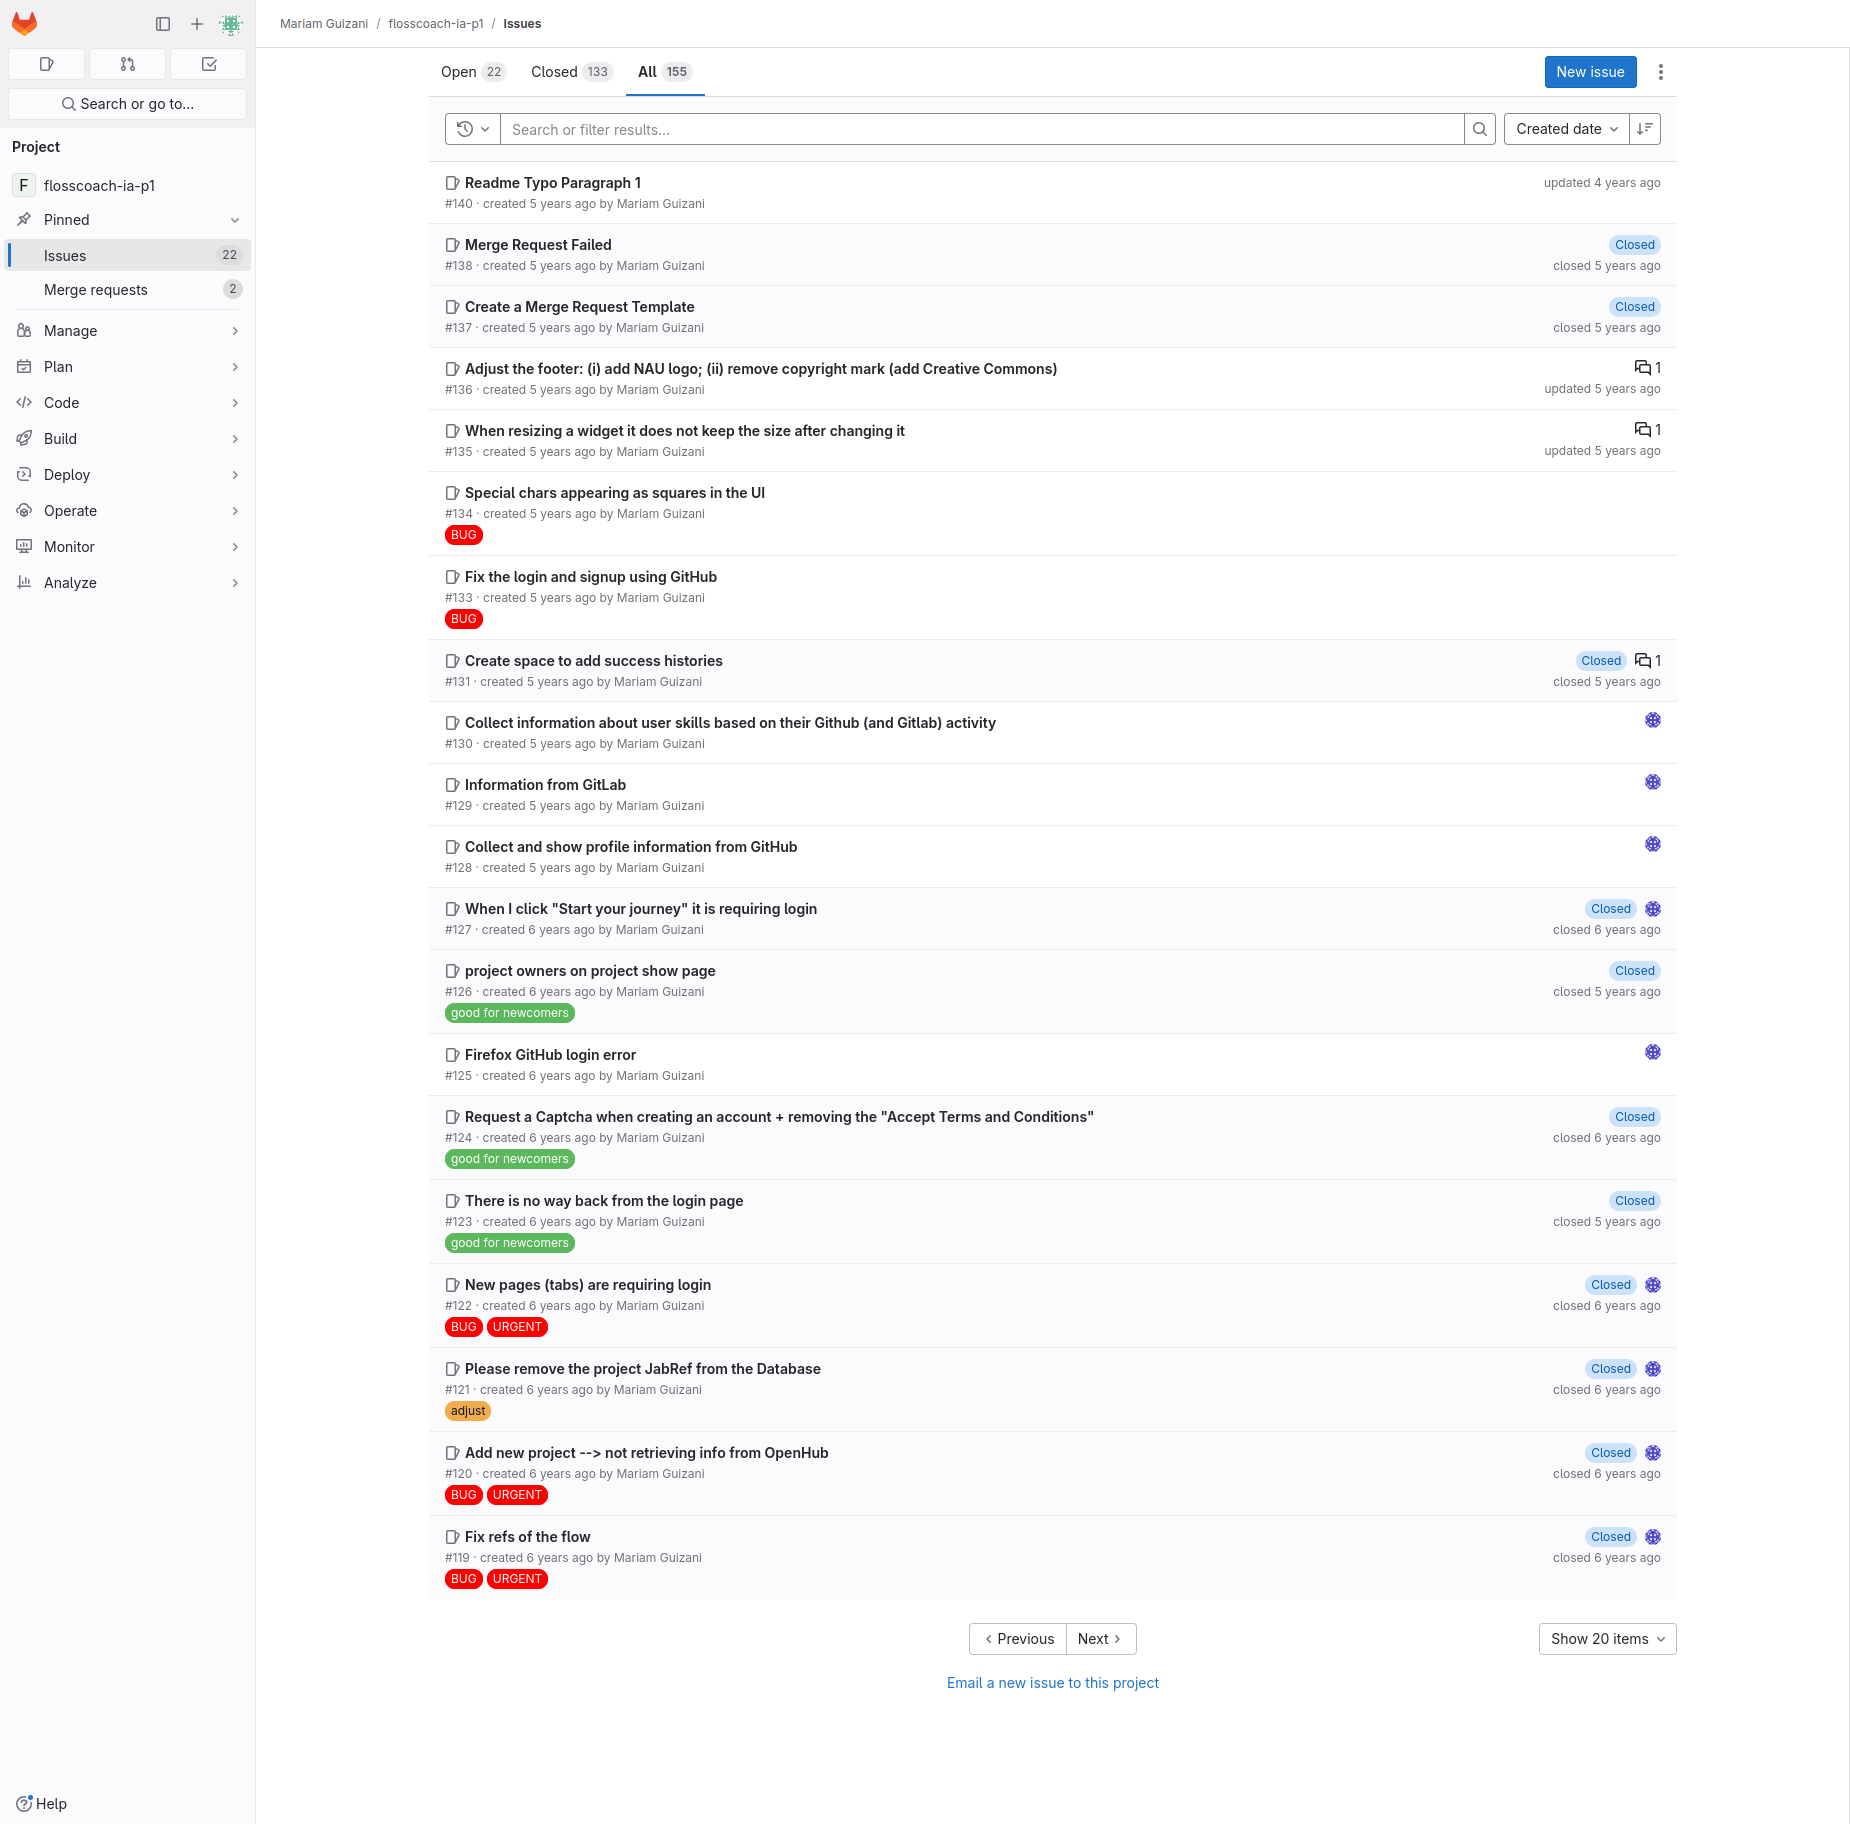 Mariam Guizani / flosscoach-ia-p1 / Issues
Search or go to...
Project
F flosscoach-ia-p1
Pinned
Issues 22
Merge requests 2
Manage
Plan
Code
Build
Deploy
Operate
Monitor
Analyze
Help
Open 22 Closed 133 All 155
New issue
Search or filter results...
Created date
Readme Typo Paragraph 1
updated 4 years ago
#140 · created 5 years ago by Mariam Guizani
Merge Request Failed
Closed
#138 · created 5 years ago by Mariam Guizani
closed 5 years ago
Create a Merge Request Template
Closed
#137 · created 5 years ago by Mariam Guizani
closed 5 years ago
Adjust the footer: (i) add NAU logo; (ii) remove copyright mark (add Creative Commons)
1
#136 · created 5 years ago by Mariam Guizani
updated 5 years ago
When resizing a widget it does not keep the size after changing it
1
#135 · created 5 years ago by Mariam Guizani
updated 5 years ago
Special chars appearing as squares in the UI
#134 · created 5 years ago by Mariam Guizani
BUG
Fix the login and signup using GitHub
#133 · created 5 years ago by Mariam Guizani
BUG
Create space to add success histories
Closed 1
#131 · created 5 years ago by Mariam Guizani
closed 5 years ago
Collect information about user skills based on their Github (and Gitlab) activity
#130 · created 5 years ago by Mariam Guizani
Information from GitLab
#129 · created 5 years ago by Mariam Guizani
Collect and show profile information from GitHub
#128 · created 5 years ago by Mariam Guizani
When I click "Start your journey" it is requiring login
Closed
#127 · created 6 years ago by Mariam Guizani
closed 6 years ago
project owners on project show page
Closed
#126 · created 6 years ago by Mariam Guizani
closed 5 years ago
good for newcomers
Firefox GitHub login error
#125 · created 6 years ago by Mariam Guizani
Request a Captcha when creating an account + removing the "Accept Terms and Conditions"
Closed
#124 · created 6 years ago by Mariam Guizani
closed 6 years ago
good for newcomers
There is no way back from the login page
Closed
#123 · created 6 years ago by Mariam Guizani
closed 5 years ago
good for newcomers
New pages (tabs) are requiring login
Closed
#122 · created 6 years ago by Mariam Guizani
closed 6 years ago
BUG URGENT
Please remove the project JabRef from the Database
Closed
#121 · created 6 years ago by Mariam Guizani
closed 6 years ago
adjust
Add new project --> not retrieving info from OpenHub
Closed
#120 · created 6 years ago by Mariam Guizani
closed 6 years ago
BUG URGENT
Fix refs of the flow
Closed
#119 · created 6 years ago by Mariam Guizani
closed 6 years ago
BUG URGENT
Previous Next
Show 20 items
Email a new issue to this project